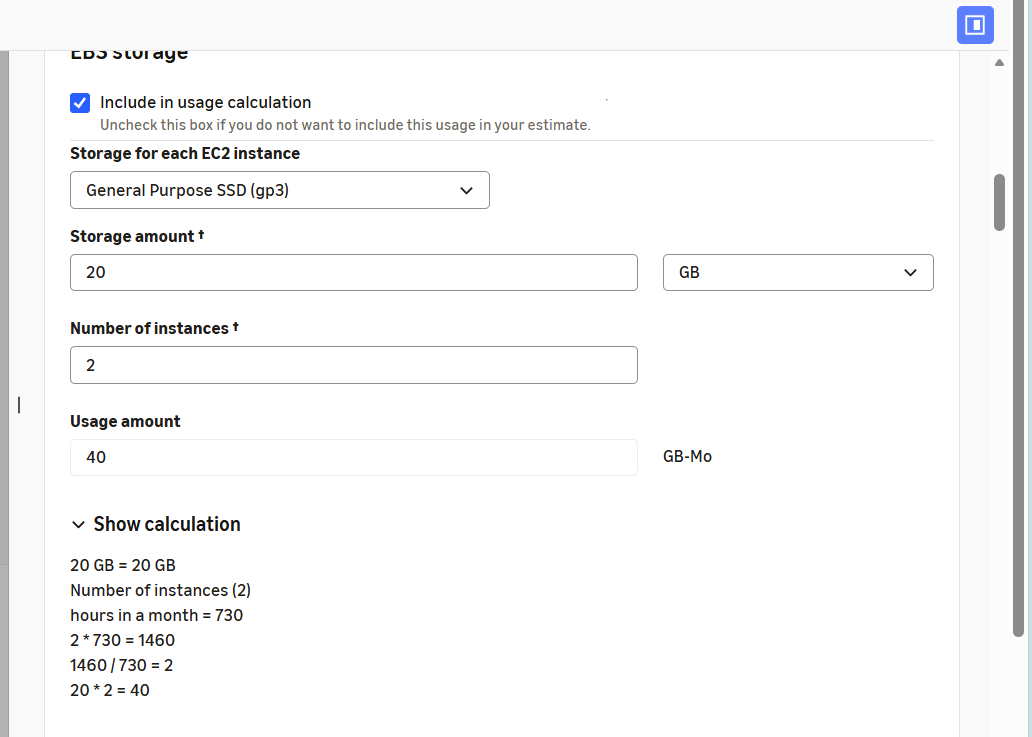 EBS storage
Include in usage calculation
Uncheck this box if you do not want to include this usage in your estimate.
Storage for each EC2 instance
General Purpose SSD (gp3)
Storage amount †
20
GB
Number of instances †
2
Usage amount
40
GB-Mo
Show calculation
20 GB = 20 GB
Number of instances (2)
hours in a month = 730
2 * 730 = 1460
1460 / 730 = 2
20 * 2 = 40